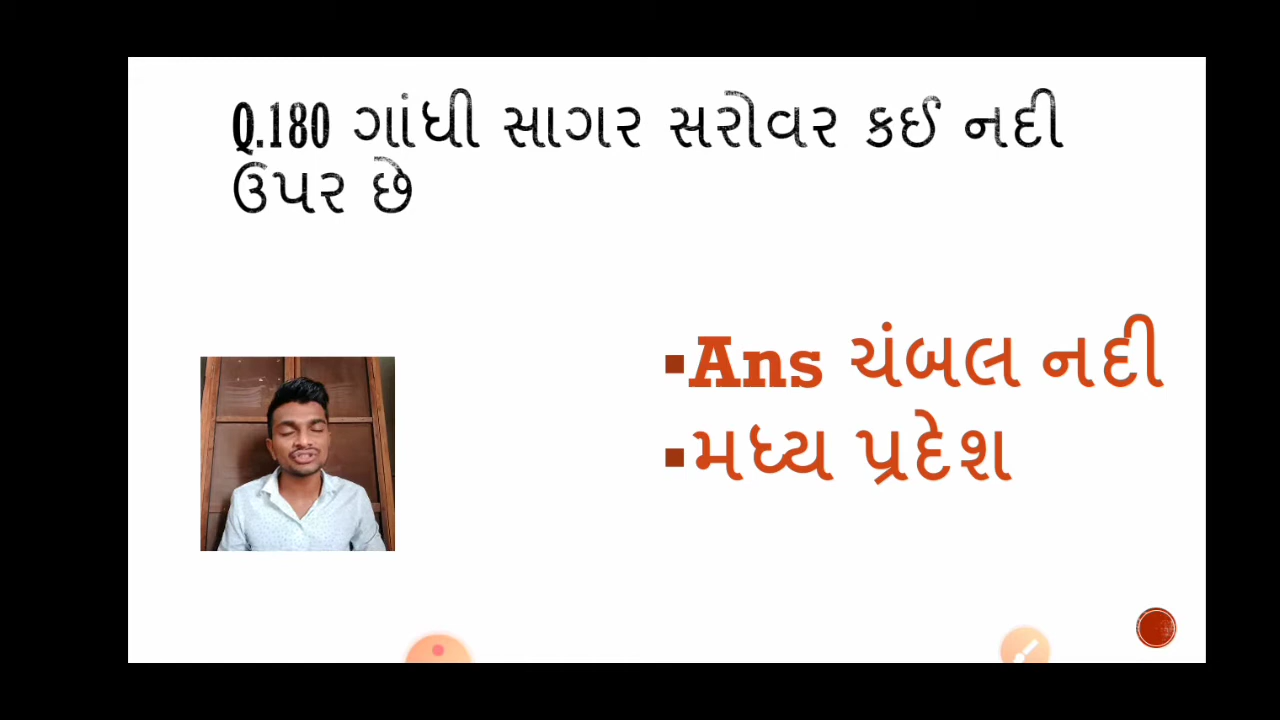 Q.180 ગાંધી સાગર સરોવર કઈ નદી
ઉપર છે
Ans ચંબલ નદી
મધ્ય પ્રદેશ